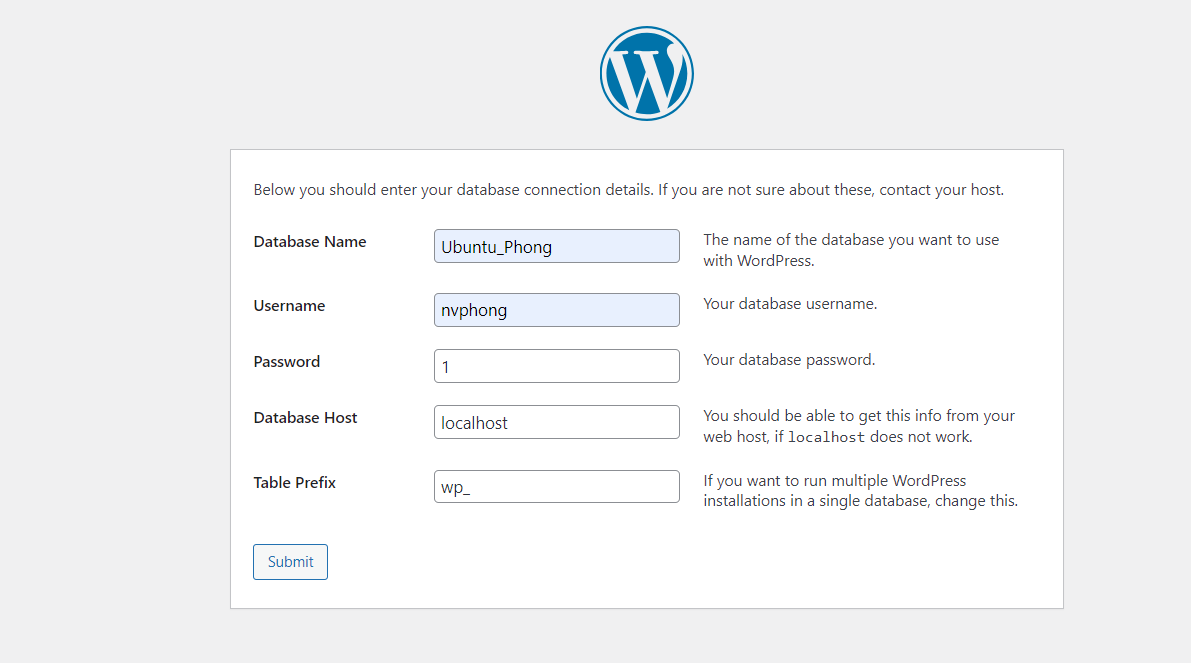 Below you should enter your database connection details. If you are not sure about these, contact your host.
Database Name
Ubuntu_Phong
The name of the database you want to use
with WordPress.
Username
nvphong
Your database username.
Password
1
Your database password.
Database Host
localhost
You should be able to get this info from your
web host, if localhost does not work.
Table Prefix
wp_
If you want to run multiple WordPress
installations in a single database, change this.
Submit